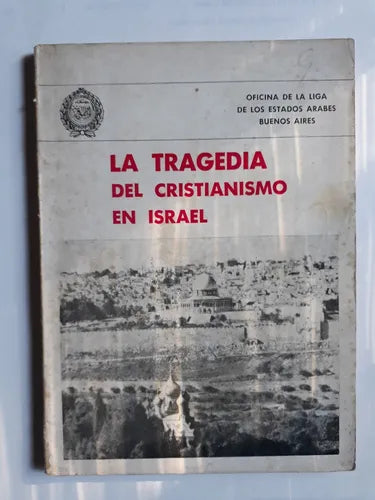 OFICINA DE LA LIGA
DE LOS ESTADOS ARABES
BUENOS AIRES
LA TRAGEDIA
DEL CRISTIANISMO
EN ISRAEL